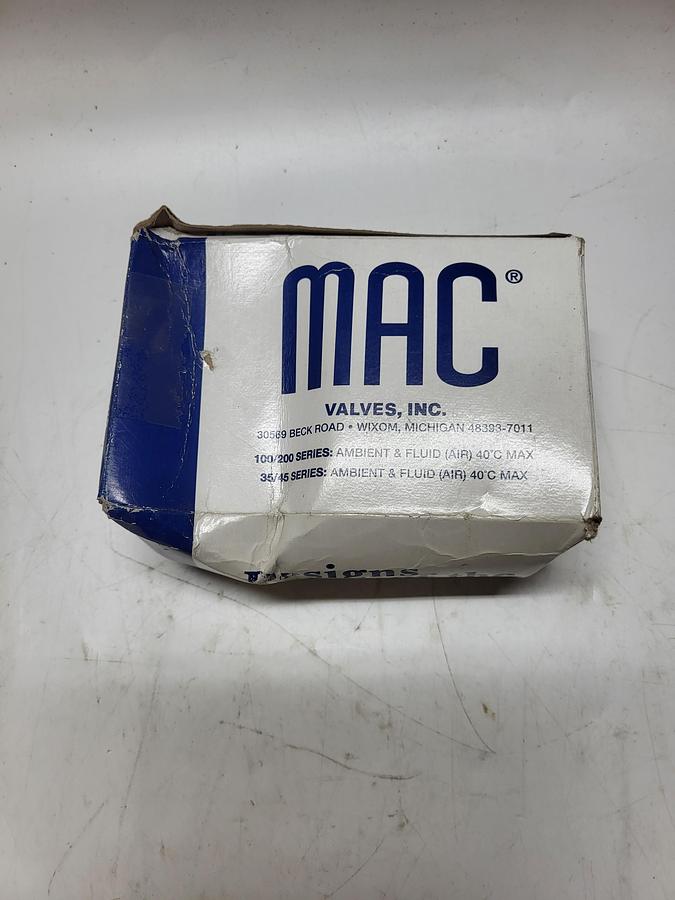 MAC®
VALVES, INC.
30569 BECK ROAD • WIXOM, MICHIGAN 48393-7011
100/200 SERIES: AMBIENT & FLUID (AIR) 40°C MAX
35/45 SERIES: AMBIENT & FLUID (AIR) 40°C MAX
Designs